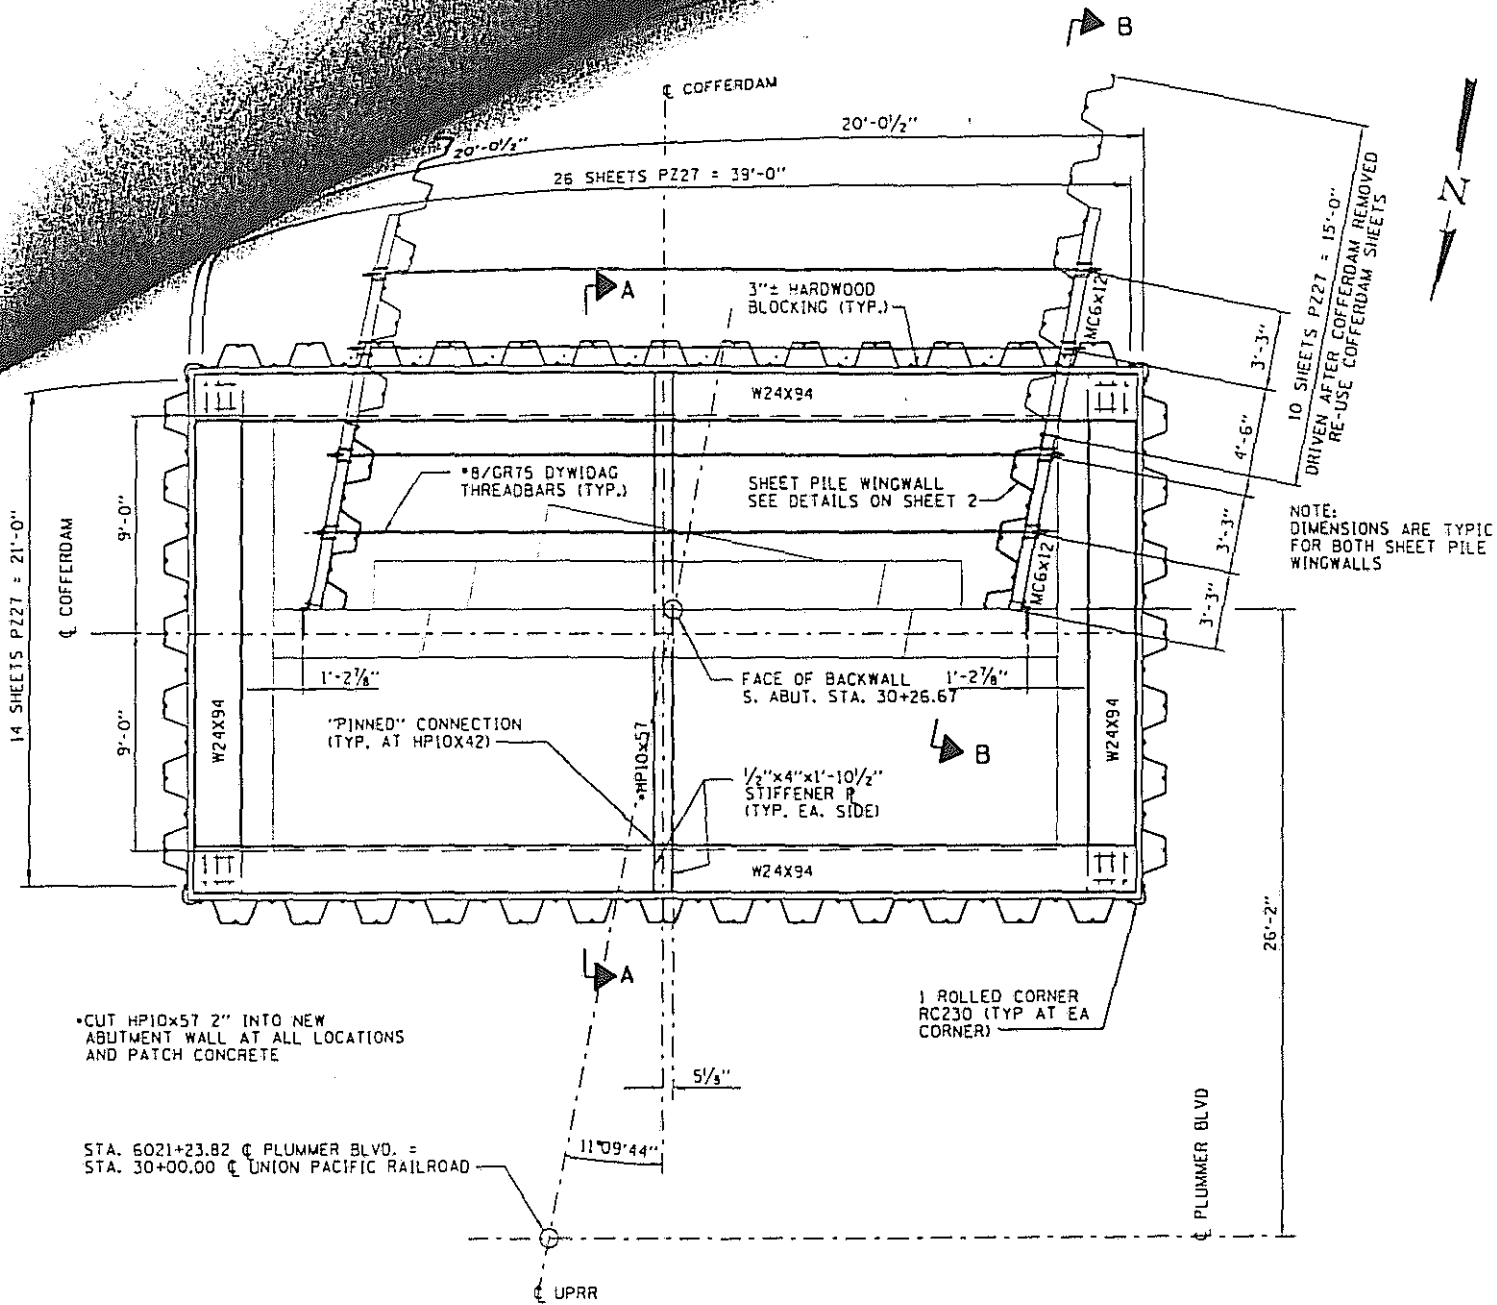 B
℄ COFFERDAM
20'-0½"
20'-0½"
26 SHEETS PZ27 = 39'-0"
N
10 SHEETS PZ27 = 15'-0"
DRIVEN AFTER COFFERDAM REMOVED
RE-USE COFFERDAM SHEETS
A
3"± HARDWOOD
BLOCKING (TYP.)
MC6x12
3'-3"
W24X94
4'-6"
14 SHEETS PZ27 = 21'-0"
℄ COFFERDAM
9'-0"
•8/GR75 DYWIDAG
THREADBARS (TYP.)
SHEET PILE WINGWALL
SEE DETAILS ON SHEET 2
NOTE:
DIMENSIONS ARE TYPIC
FOR BOTH SHEET PILE
WINGWALLS
3'-3"
MC6x12
3'-3"
1'-2⅞"
FACE OF BACKWALL
S. ABUT. STA. 30+26.67
1'-2⅞"
9'-0"
W24X94
"PINNED" CONNECTION
(TYP. AT HP10X42)
•HP10x57
B
W24X94
½"x4"x1'-10½"
STIFFENER ℙ
(TYP. EA. SIDE)
W24X94
26'-2"
A
1 ROLLED CORNER
RC230 (TYP AT EA
CORNER)
•CUT HP10x57 2" INTO NEW
ABUTMENT WALL AT ALL LOCATIONS
AND PATCH CONCRETE
5⅛"
11°09'44"
STA. 6021+23.82 ℄ PLUMMER BLVD. =
STA. 30+00.00 ℄ UNION PACIFIC RAILROAD
℄ PLUMMER BLVD
℄ UPRR